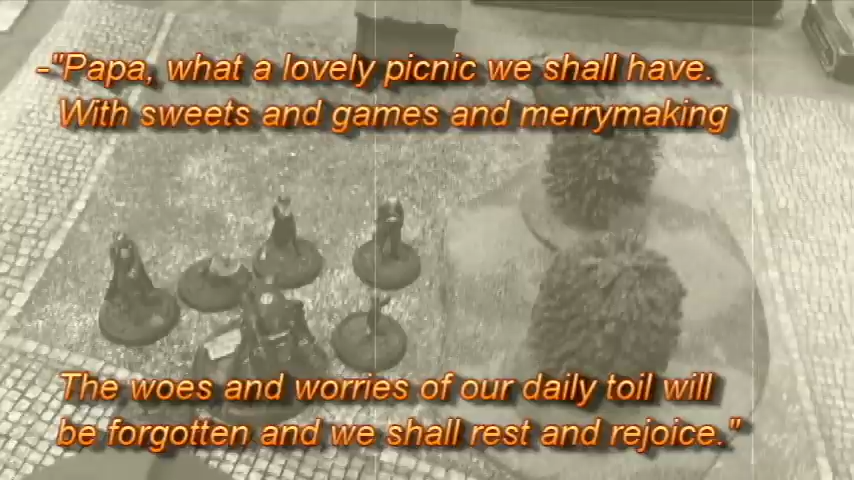 -"Papa, what a lovely picnic we shall have.
With sweets and games and merrymaking
The woes and worries of our daily toil will
be forgotten and we shall rest and rejoice."